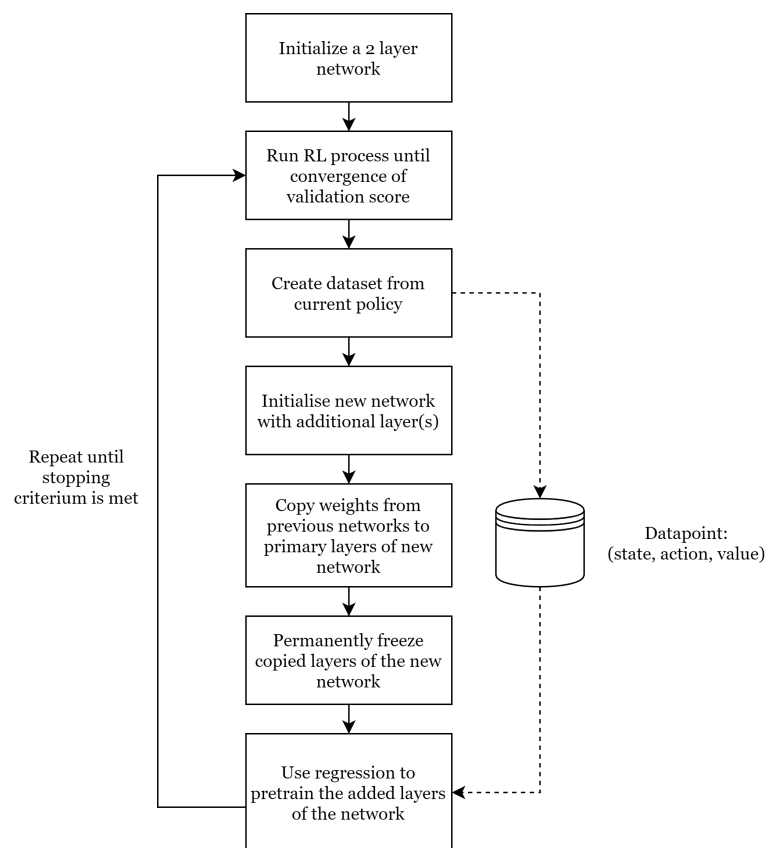 Initialize a 2 layer
network
Run RL process until
convergence of
validation score
Create dataset from
current policy
Initialise new network
with additional layer(s)
Repeat until
stopping
criterium is met
Copy weights from
previous networks to
primary layers of new
network
Datapoint:
(state, action, value)
Permanently freeze
copied layers of the new
network
Use regression to
pretrain the added layers
of the network